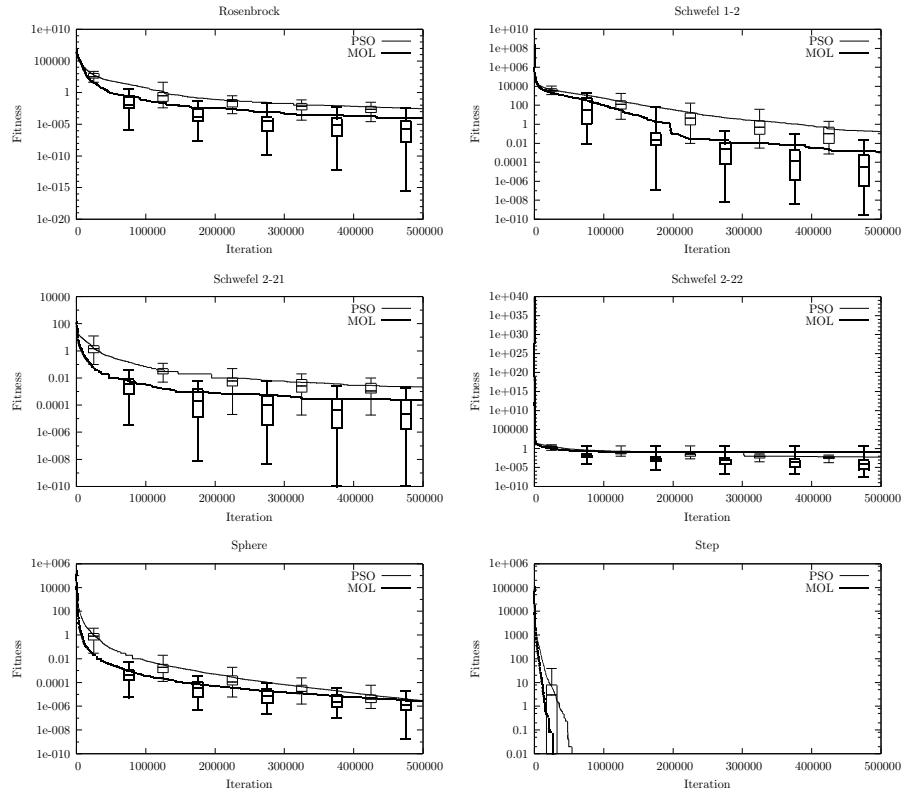 Rosenbrock
1e+010
100000
1
1e-005
1e-010
1e-015
1e-020
Fitness
PSO
MOL
0 100000 200000 300000 400000 500000
Iteration
Schwefel 1-2
1e+010
1e+008
1e+006
10000
100
1
0.01
0.0001
1e-006
1e-008
1e-010
Fitness
PSO
MOL
0 100000 200000 300000 400000 500000
Iteration
Schwefel 2-21
10000
100
1
0.01
0.0001
1e-006
1e-008
1e-010
Fitness
PSO
MOL
0 100000 200000 300000 400000 500000
Iteration
Schwefel 2-22
1e+040
1e+035
1e+030
1e+025
1e+020
1e+015
1e+010
100000
1
1e-005
1e-010
Fitness
PSO
MOL
0 100000 200000 300000 400000 500000
Iteration
Sphere
1e+006
10000
100
1
0.01
0.0001
1e-006
1e-008
1e-010
Fitness
PSO
MOL
0 100000 200000 300000 400000 500000
Iteration
Step
1e+006
100000
10000
1000
100
10
1
0.1
0.01
Fitness
PSO
MOL
0 100000 200000 300000 400000 500000
Iteration